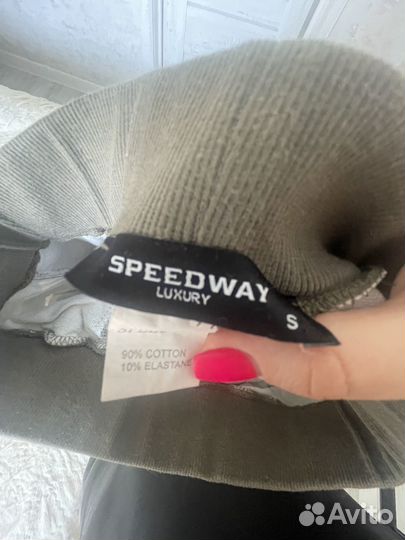 SPEEDWAY
LUXURY
S
90% COTTON
10% ELASTANE
Avito